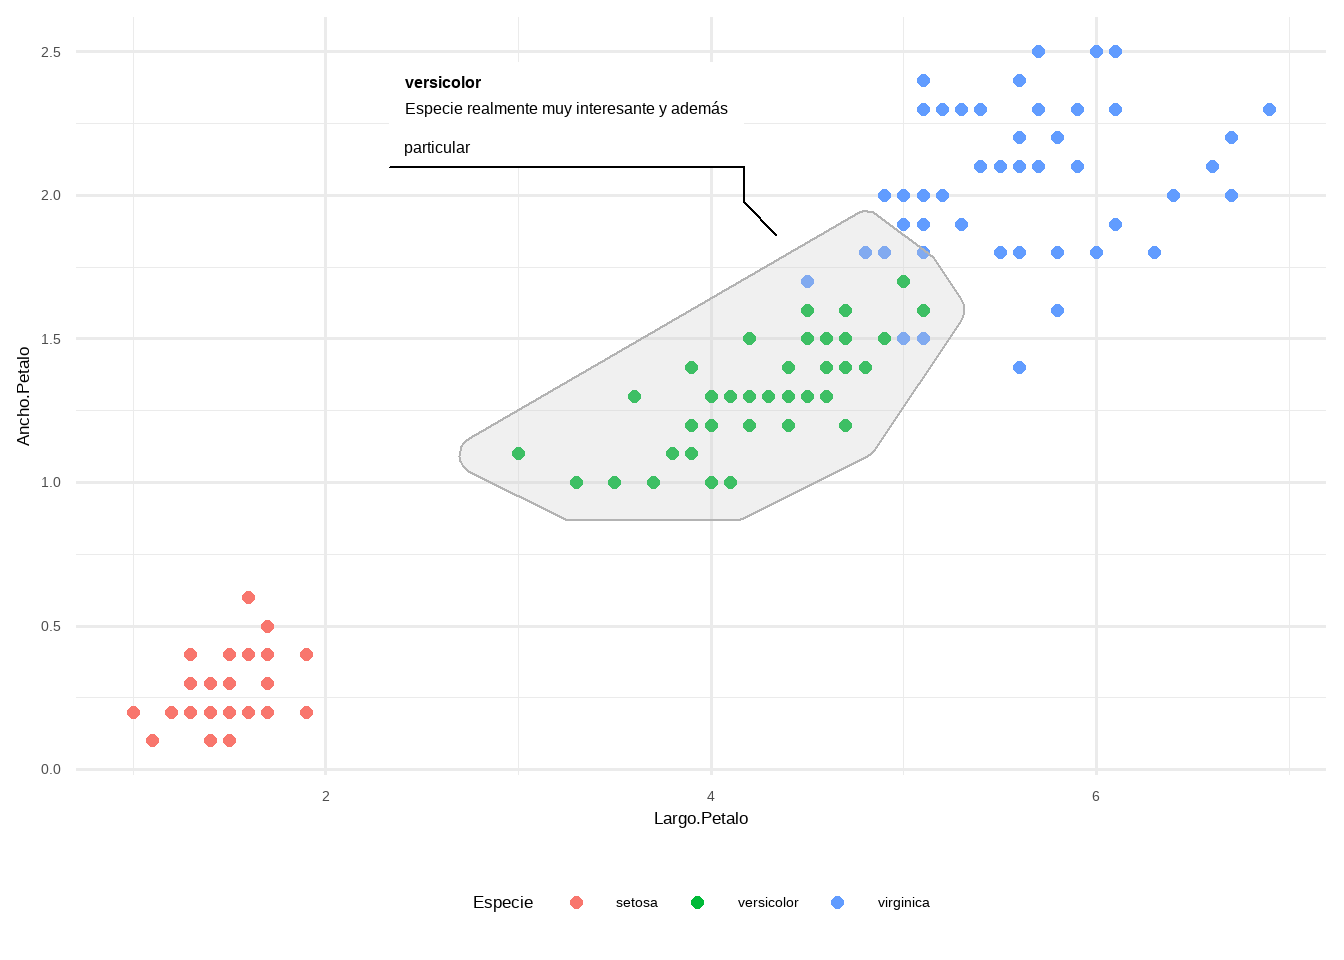 2.5
2.0
1.5
1.0
0.5
0.0
Ancho.Petalo
versicolor
Especie realmente muy interesante y además
particular
2
4
6
Largo.Petalo
Especie
setosa
versicolor
virginica